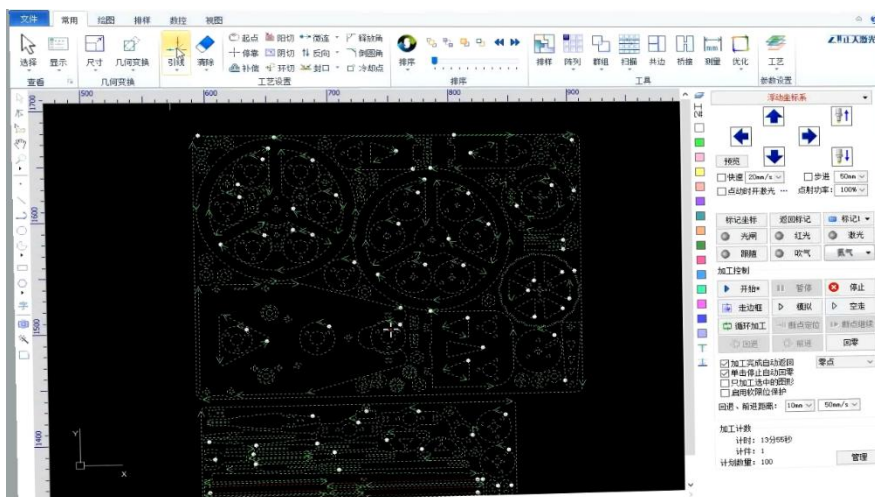 文件 常用 绘图 排样 数控 视图
选择 显示 尺寸 几何变换 引线 清除 起点 阳切 微连 释放角
停靠 阴切 反向 倒圆角
补偿 环切 封口 冷却点
排序 排样 阵列 群组 扫描 共边 桥接 测量 优化 工艺
查看 几何变换 工艺设置 排序 工具 参数设置
500 600 700 800 900
1700
1600
1500
1400
Y
X
字
浮动坐标系
预览
快速 20mm/s 步进 50mm
点动时开激光 ... 点射功率: 100%
标记坐标 返回标记 标记1
光闸 红光 激光
跟随 吹气 氮气
加工控制
开始* 暂停 停止
走边框 模拟 空走
循环加工 断点定位 断点继续
回退 前进 回零
加工完成自动返回 零点
单击停止自动回零
只加工选中的图形
启用软限位保护
回退、前进距离: 10mm 50mm/s
加工计数
计时: 13分55秒
计件: 1
计划数量: 100
管理